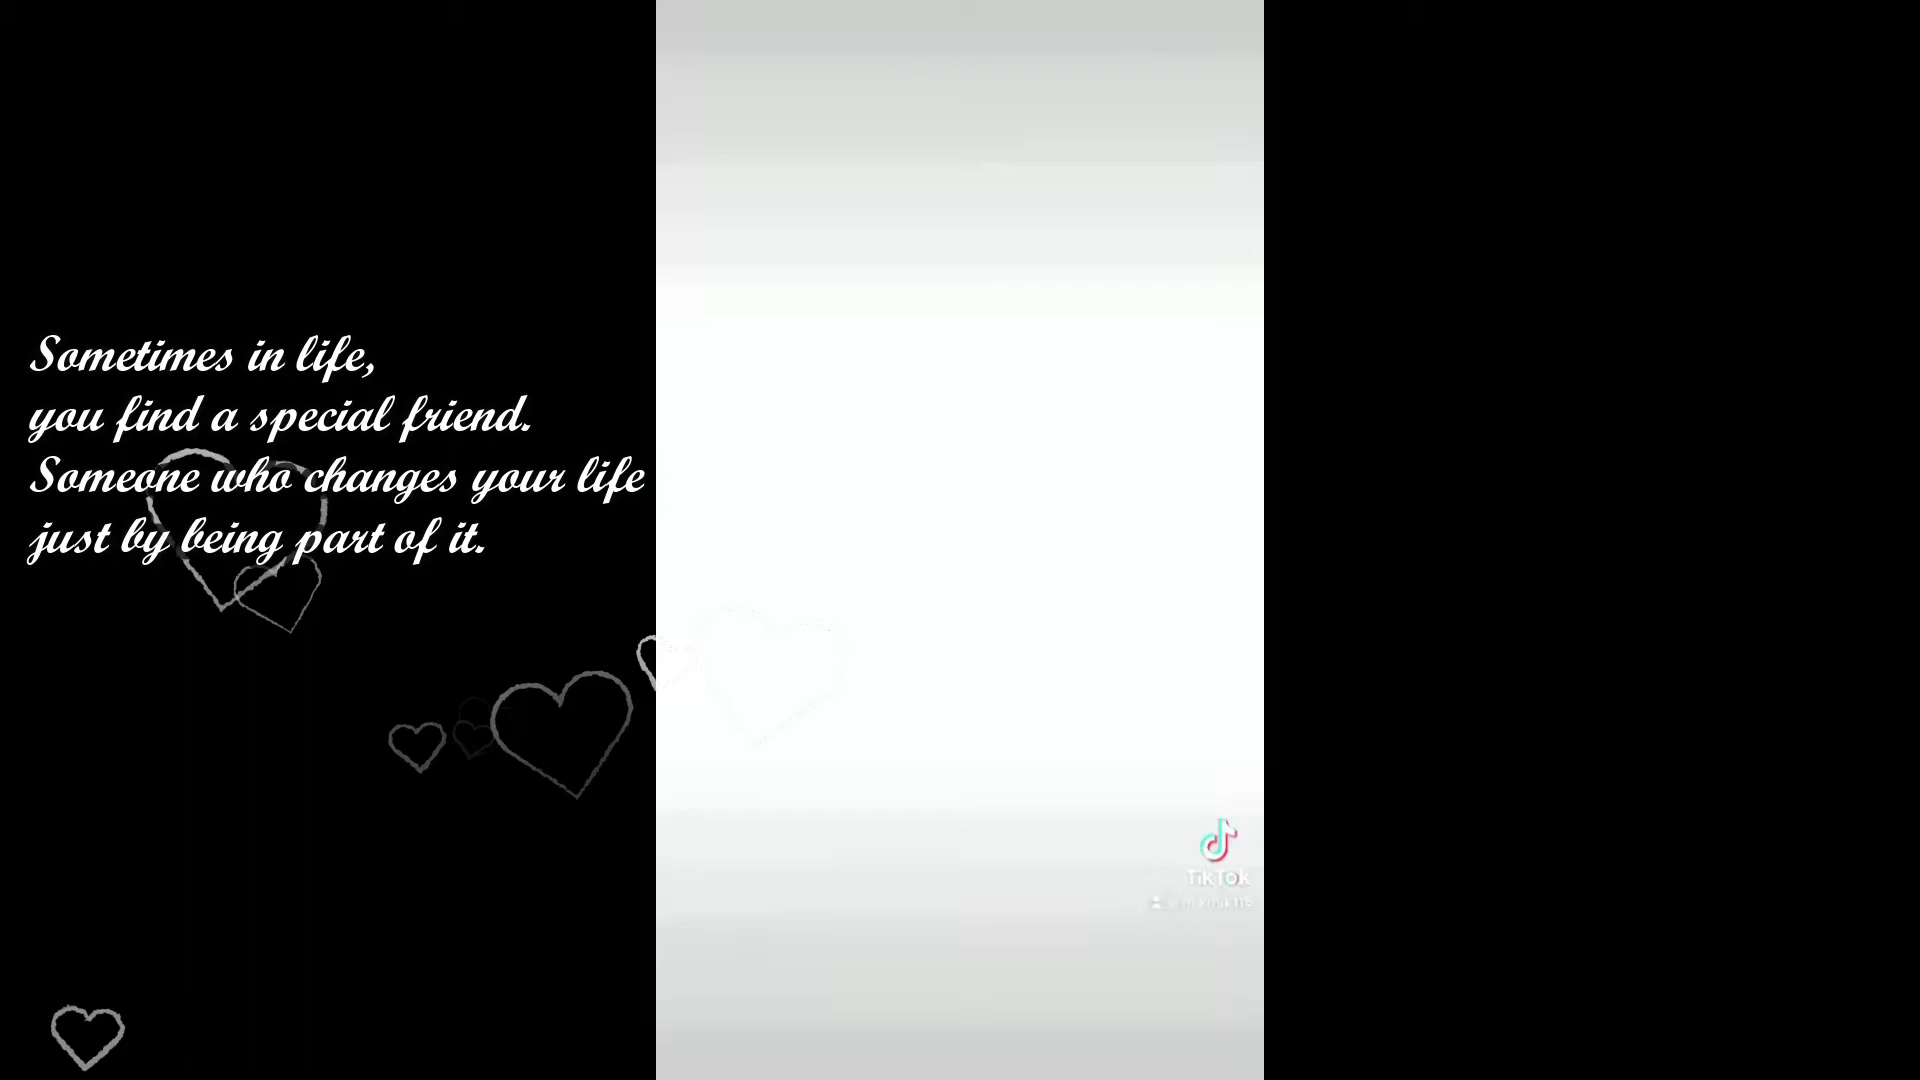 Sometimes in life,
you find a special friend.
Someone who changes your life
just by being part of it.
TikTok